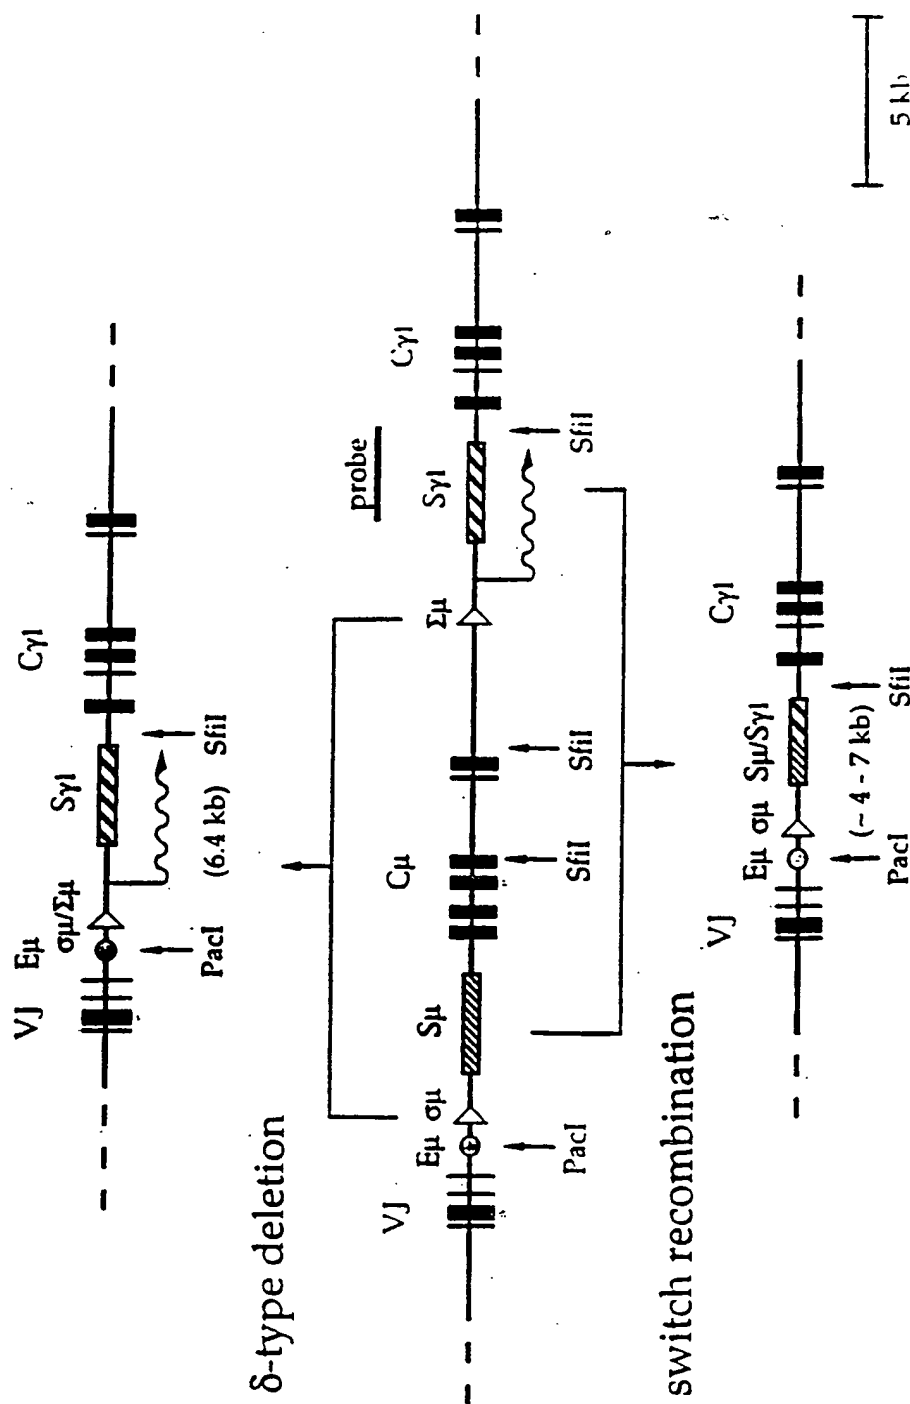 VJ Eμ σμ/Σμ Sγ1 Cγ1
PacI (6.4 kb) SfiI
δ-type deletion
probe
VJ Eμ σμ Sμ Cμ Σμ Sγ1 Cγ1
PacI SfiI SfiI SfiI
switch recombination
VJ Eμ σμ Sμ/Sγ1 Cγ1
(~ 4 - 7 kb)
PacI SfiI
5 kb